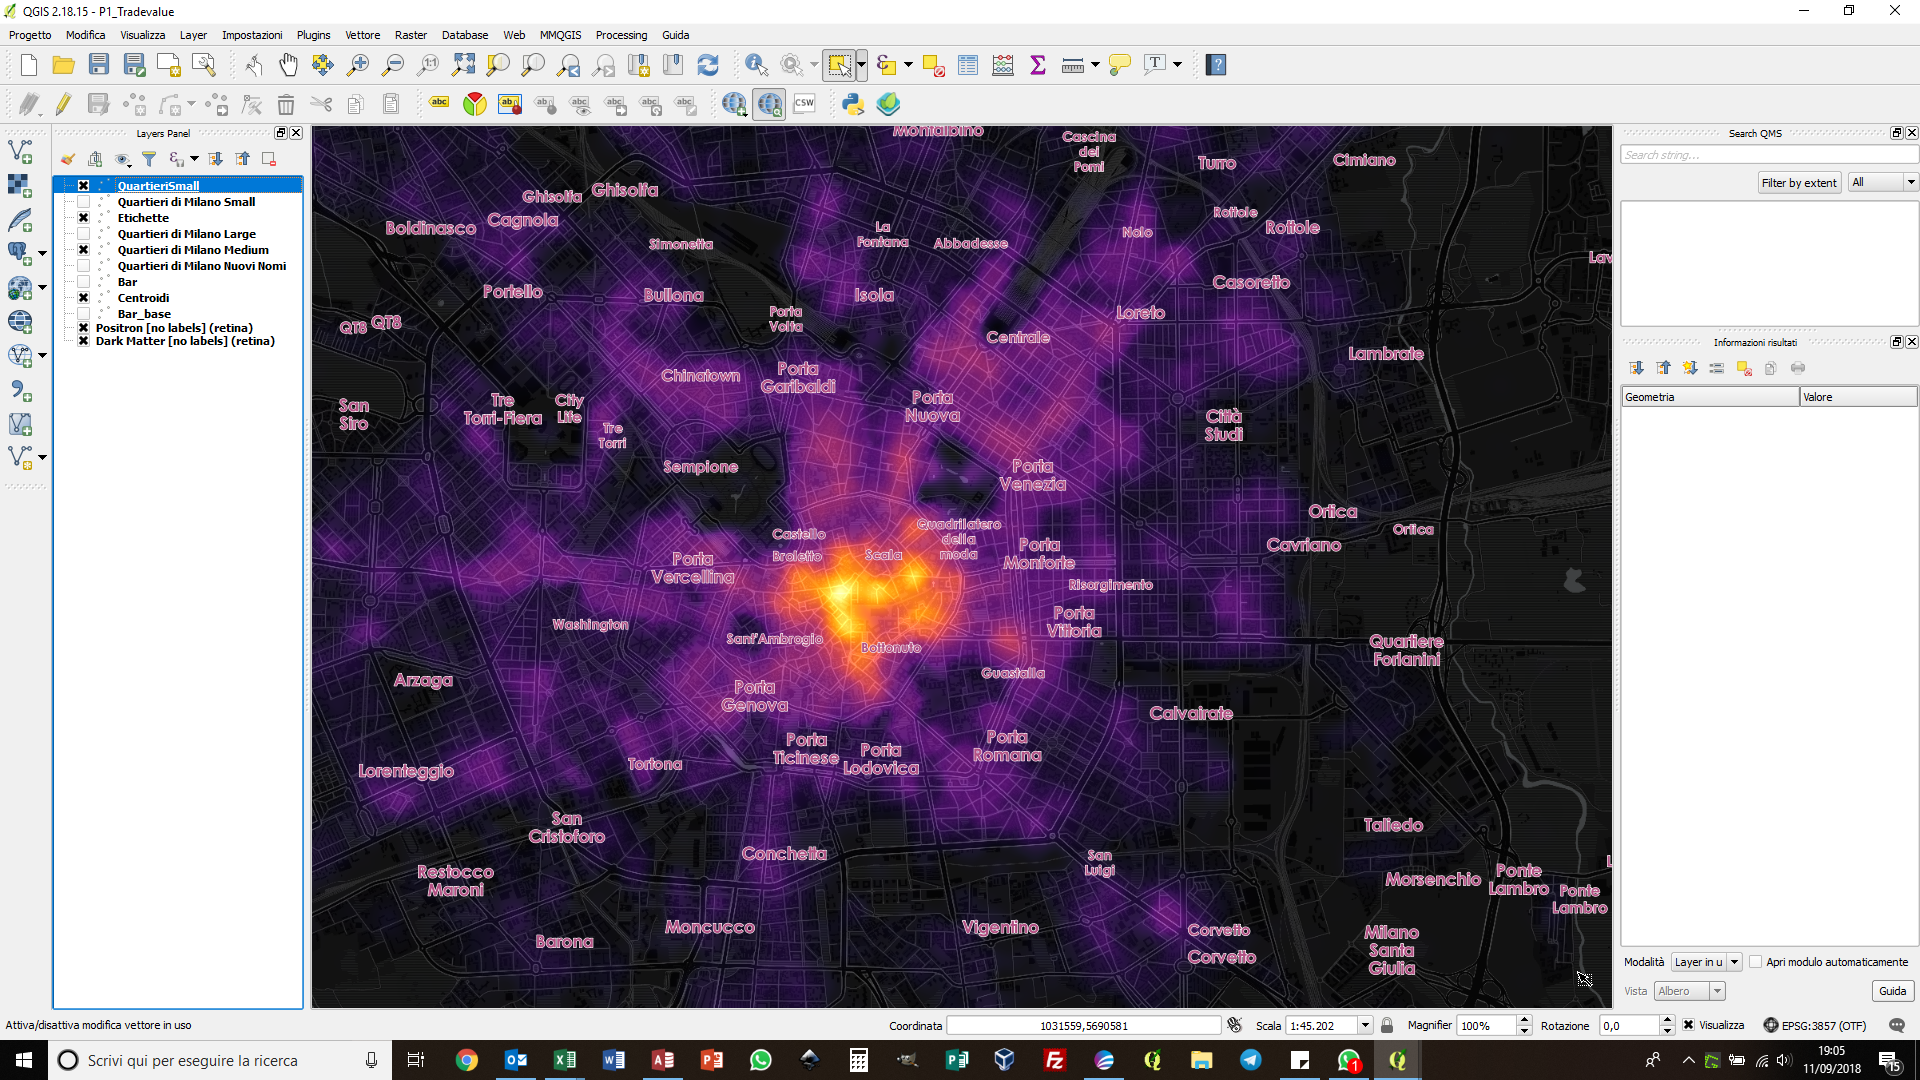 QGIS 2.18.15 - P1_Tradevalue
Progetto Modifica Visualizza Layer Impostazioni Plugins Vettore Raster Database Web MMQGIS Processing Guida
Layers Panel
QuartieriSmall
Quartieri di Milano Small
Etichette
Quartieri di Milano Large
Quartieri di Milano Medium
Quartieri di Milano Nuovi Nomi
Bar
Centroidi
Bar_base
Positron [no labels] (retina)
Dark Matter [no labels] (retina)
Montalbino
Cascina
dei
Pomi
Turro
Cimiano
Ghisolfa
Ghisolfa
Boldinasco
Cagnola
Simonetta
La
Fontana
Abbadesse
Nolo
Rottole
Rottole
Portello
Bullona
Isola
Casoretto
QT8
QT8
Porta
Volta
Loreto
Centrale
Lambrate
Chinatown
Porta
Garibaldi
Porta
Nuova
San
Siro
Tre
Torri-Fiera
City
Life
Tre
Torri
Città
Studi
Sempione
Porta
Venezia
Ortica
Ortica
Cavriano
Castello
Broletto
Scala
Quadrilatero
della
moda
Porta
Monforte
Porta
Vercellina
Risorgimento
Washington
Sant'Ambrogio
Bottonuto
Porta
Vittoria
Quartiere
Forlanini
Arzaga
Guastalla
Porta
Genova
Calvairate
Porta
Ticinese
Porta
Lodovica
Porta
Romana
Lorenteggio
Tortona
San
Cristoforo
Conchetta
San
Luigi
Taliedo
Restocco
Maroni
Morsenchio
Ponte
Lambro
Ponte
Lambro
Moncucco
Barona
Vigentino
Corvetto
Corvetto
Milano
Santa
Giulia
Search QMS
Search string...
Filter by extent All
Informazioni risultati
Geometria Valore
Modalità Layer in u Apri modulo automaticamente
Vista Albero Guida
Attiva/disattiva modifica vettore in uso
Coordinata 1031559,5690581 Scala 1:45.202 Magnifier 100% Rotazione 0,0 Visualizza EPSG:3857 (OTF)
Scrivi qui per eseguire la ricerca
19:05
11/09/2018
15